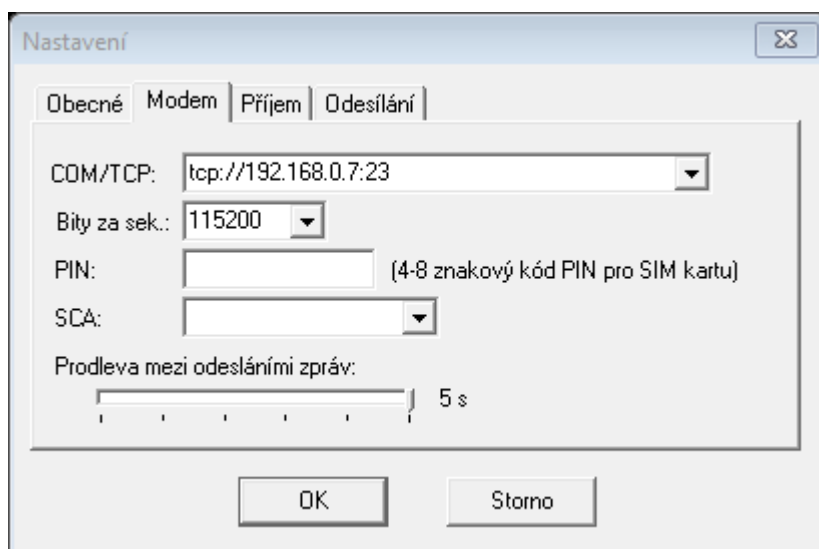 Nastavení
Obecné Modem Příjem Odesílání
COM/TCP: tcp://192.168.0.7:23
Bity za sek.: 115200
PIN: (4-8 znakový kód PIN pro SIM kartu)
SCA:
Prodleva mezi odesláními zpráv:
5 s
OK Storno